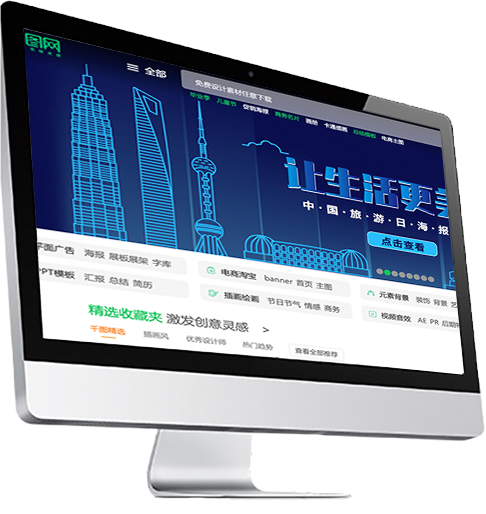 图网
全部
免费设计素材任意下载
毕业季 儿童节 促销海报 商务名片 画册 卡通插画 总结模板 电商主图
让生活更美
中·国·旅·游·日·海·报
点击查看
平面广告 海报 展板展架 字库
电商淘宝 banner 首页 主图
元素背景 装饰 背景 艺
PPT模板 汇报 总结 简历
插画绘画 节日节气 情感 商务
视频音效 AE PR 后期
精选收藏夹 激发创意灵感 >
千图精选 插画风 优秀设计师 热门趋势 查看全部推荐